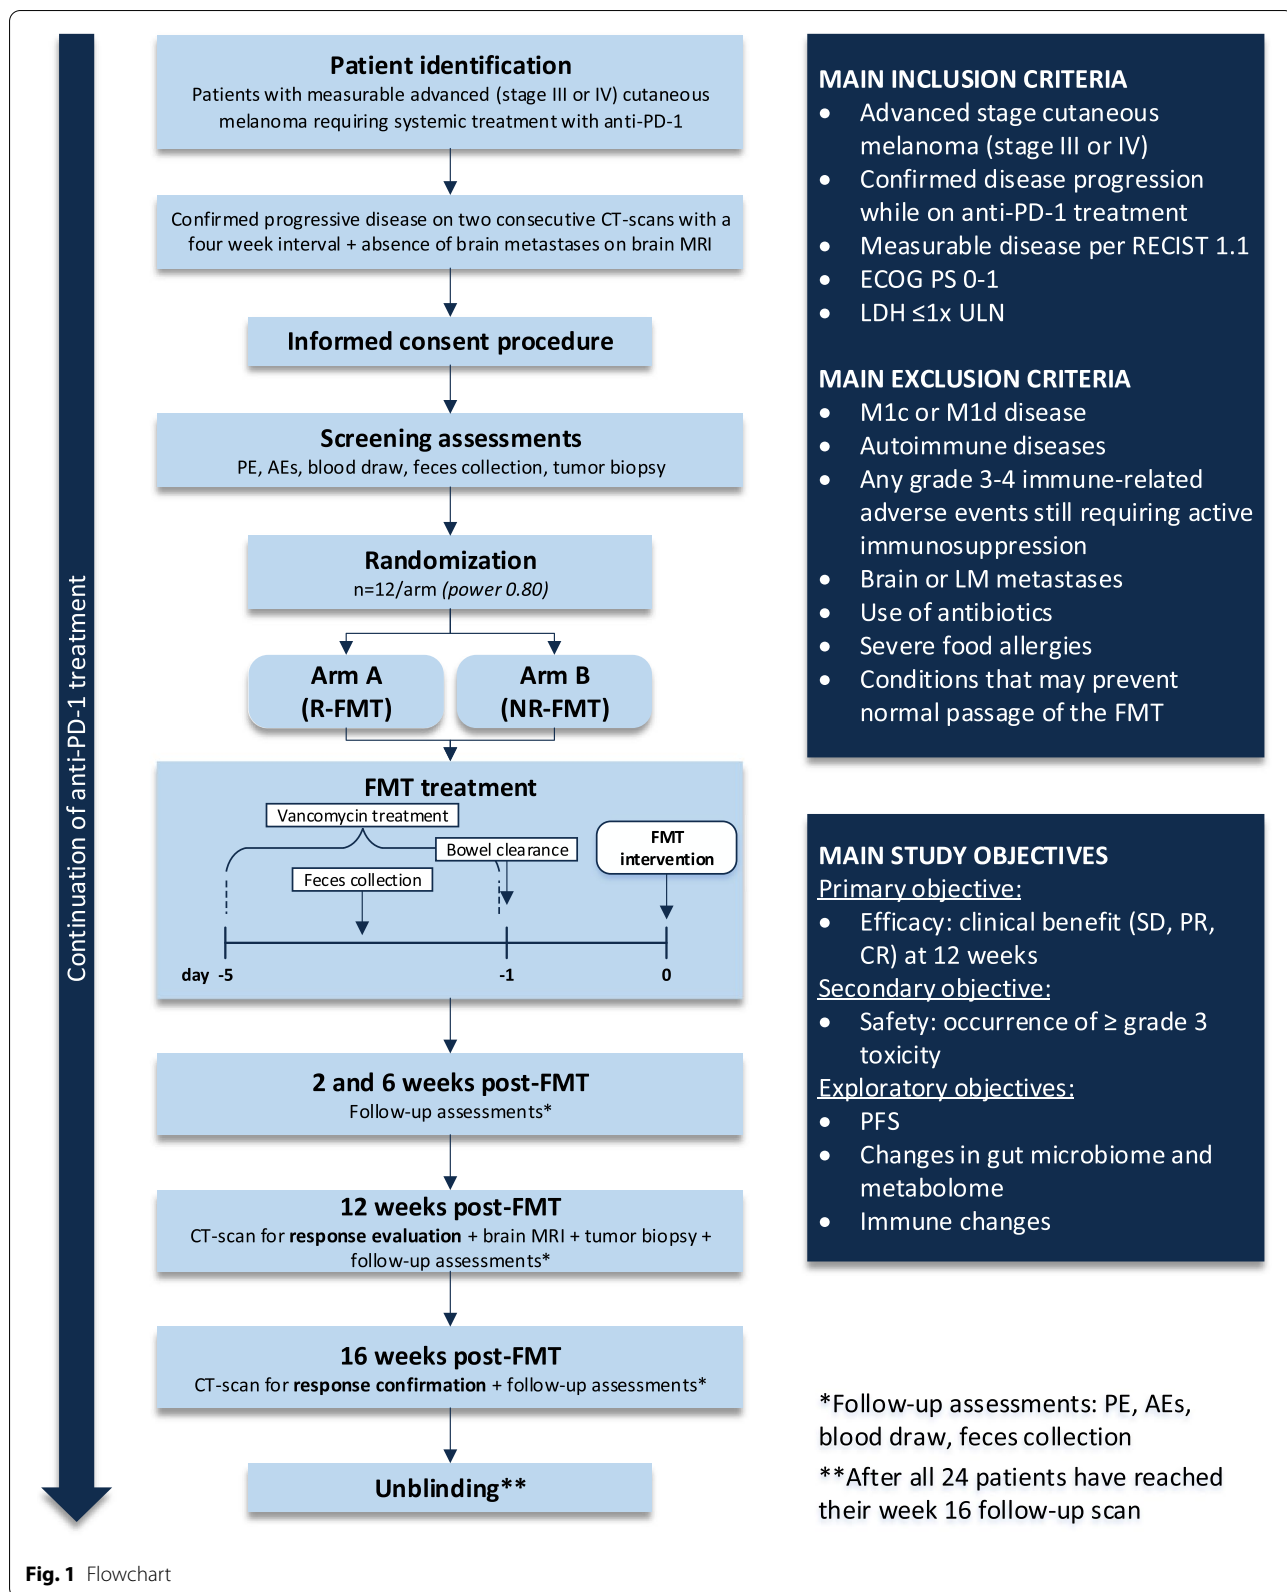 Continuation of anti-PD-1 treatment
Patient identification
Patients with measurable advanced (stage III or IV) cutaneous
melanoma requiring systemic treatment with anti-PD-1
Confirmed progressive disease on two consecutive CT-scans with a
four week interval + absence of brain metastases on brain MRI
Informed consent procedure
Screening assessments
PE, AEs, blood draw, feces collection, tumor biopsy
Randomization
n=12/arm (power 0.80)
Arm A
(R-FMT)
Arm B
(NR-FMT)
FMT treatment
Vancomycin treatment
Bowel clearance
FMT
intervention
Feces collection
day -5 -1 0
2 and 6 weeks post-FMT
Follow-up assessments*
12 weeks post-FMT
CT-scan for response evaluation + brain MRI + tumor biopsy +
follow-up assessments*
16 weeks post-FMT
CT-scan for response confirmation + follow-up assessments*
Unblinding**
MAIN INCLUSION CRITERIA
• Advanced stage cutaneous
melanoma (stage III or IV)
• Confirmed disease progression
while on anti-PD-1 treatment
• Measurable disease per RECIST 1.1
• ECOG PS 0-1
• LDH ≤1x ULN
MAIN EXCLUSION CRITERIA
• M1c or M1d disease
• Autoimmune diseases
• Any grade 3-4 immune-related
adverse events still requiring active
immunosuppression
• Brain or LM metastases
• Use of antibiotics
• Severe food allergies
• Conditions that may prevent
normal passage of the FMT
MAIN STUDY OBJECTIVES
Primary objective:
• Efficacy: clinical benefit (SD, PR,
CR) at 12 weeks
Secondary objective:
• Safety: occurrence of ≥ grade 3
toxicity
Exploratory objectives:
• PFS
• Changes in gut microbiome and
metabolome
• Immune changes
*Follow-up assessments: PE, AEs,
blood draw, feces collection
**After all 24 patients have reached
their week 16 follow-up scan
Fig. 1 Flowchart